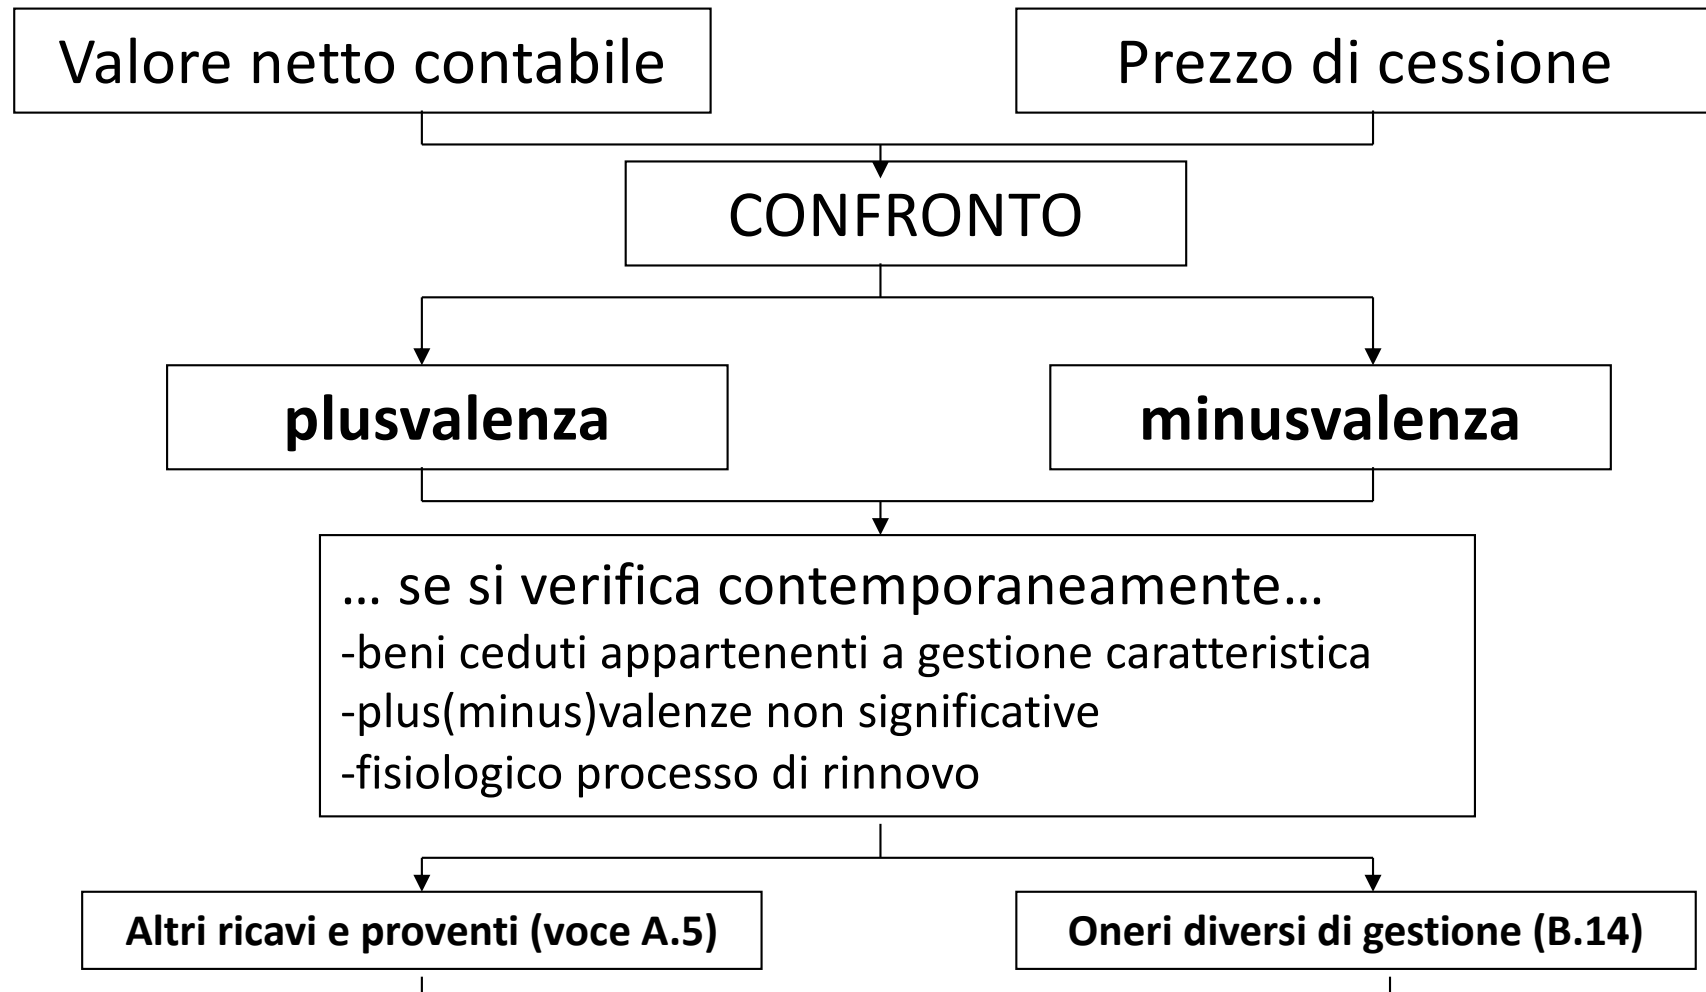 Valore netto contabile
Prezzo di cessione
CONFRONTO
plusvalenza
minusvalenza
... se si verifica contemporaneamente...
-beni ceduti appartenenti a gestione caratteristica
-plus(minus)valenze non significative
-fisiologico processo di rinnovo
Altri ricavi e proventi (voce A.5)
Oneri diversi di gestione (B.14)